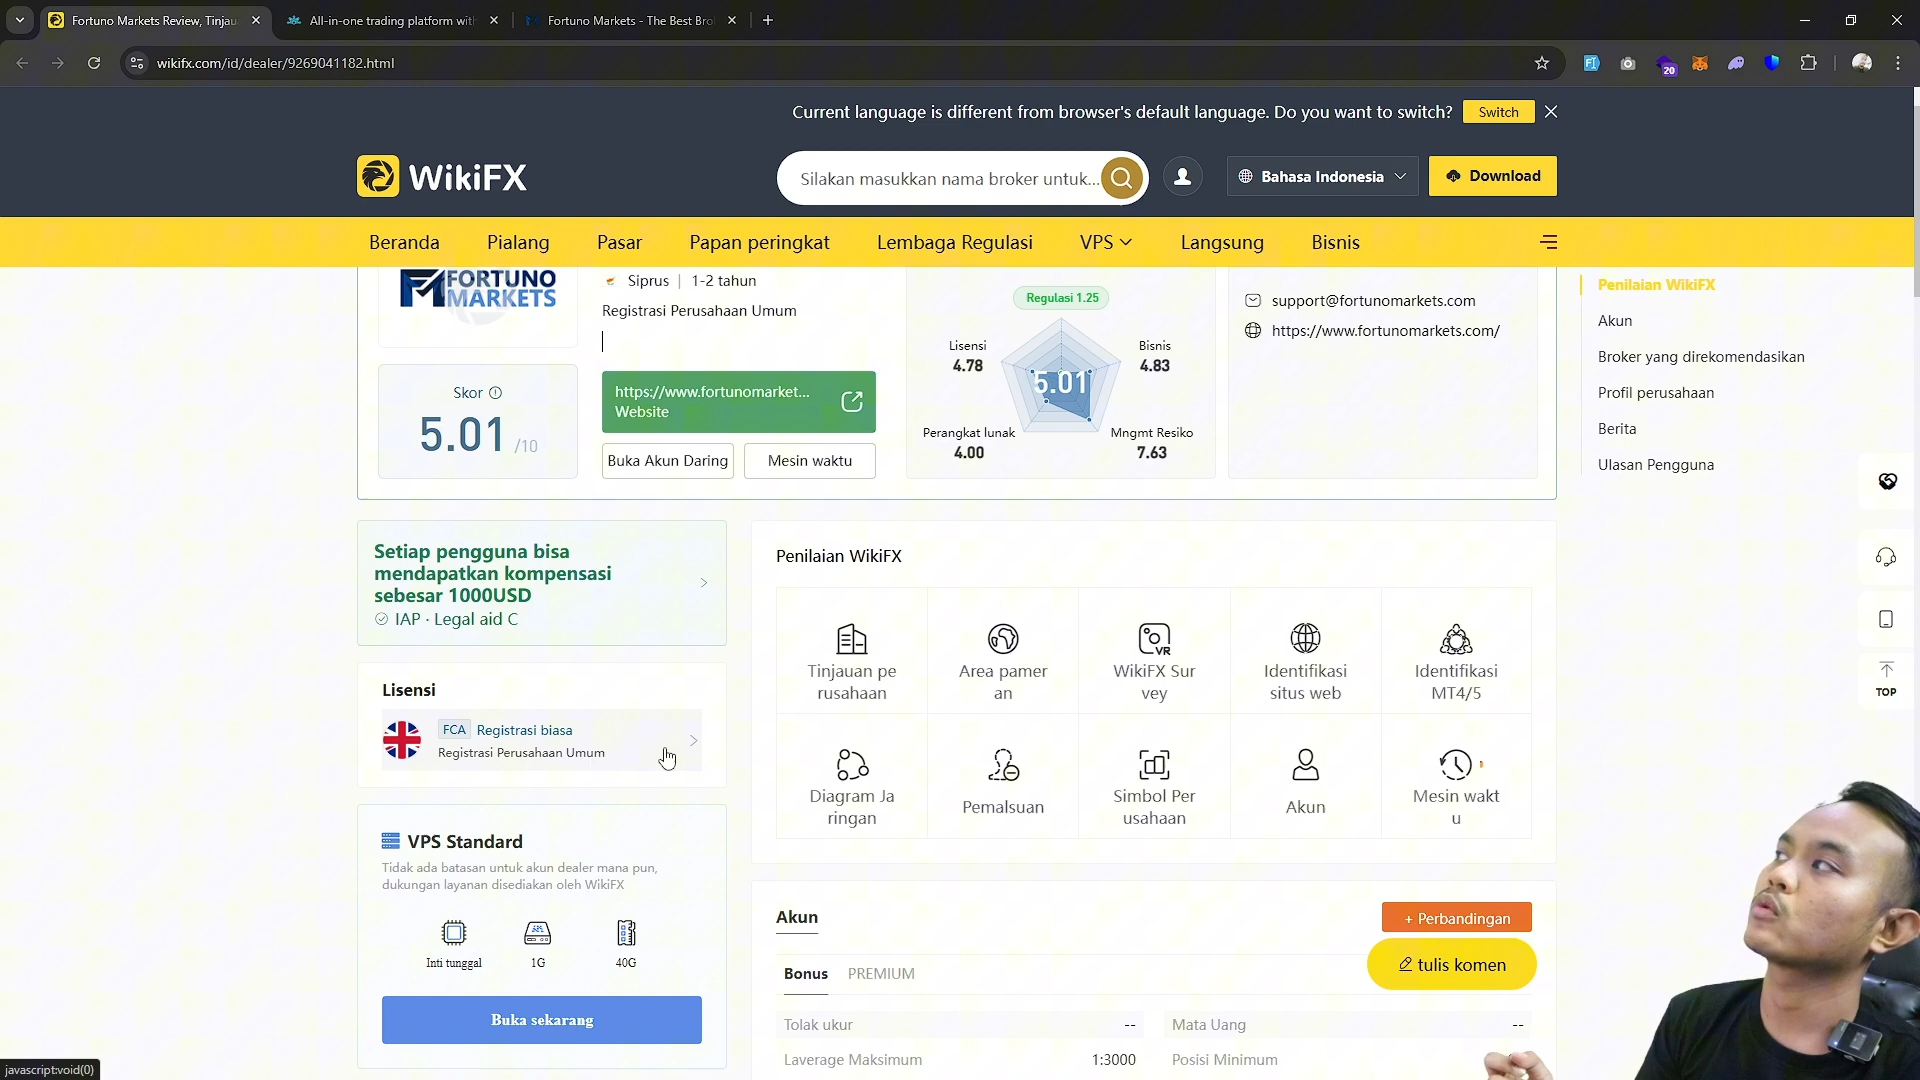 Fortuno Markets Review, Tinjau
All-in-one trading platform with
Fortuno Markets - The Best Bro
wikifx.com/id/dealer/9269041182.html
20
Current language is different from browser's default language. Do you want to switch?
Switch
WikiFX
Silakan masukkan nama broker untuk...
Bahasa Indonesia
Download
Beranda
Pialang
Pasar
Papan peringkat
Lembaga Regulasi
VPS
Langsung
Bisnis
FORTUNO
MARKETS
Siprus | 1-2 tahun
Registrasi Perusahaan Umum
https://www.fortunomarket...
Website
Buka Akun Daring
Mesin waktu
Skor
5.01 /10
Regulasi 1.25
Lisensi
4.78
Bisnis
4.83
5.01
Perangkat lunak
4.00
Mngmt Resiko
7.63
support@fortunomarkets.com
https://www.fortunomarkets.com/
Penilaian WikiFX
Akun
Broker yang direkomendasikan
Profil perusahaan
Berita
Ulasan Pengguna
TOP
Setiap pengguna bisa
mendapatkan kompensasi
sebesar 1000USD
IAP · Legal aid C
Lisensi
FCA Registrasi biasa
Registrasi Perusahaan Umum
VPS Standard
Tidak ada batasan untuk akun dealer mana pun,
dukungan layanan disediakan oleh WikiFX
Inti tunggal
1G
40G
Buka sekarang
Penilaian WikiFX
Tinjauan pe
rusahaan
Area pamer
an
WikiFX Sur
vey
VR
Identifikasi
situs web
Identifikasi
MT4/5
Diagram Ja
ringan
Pemalsuan
Simbol Per
usahaan
Akun
Mesin wakt
u
Akun
+ Perbandingan
tulis komen
Bonus
PREMIUM
Tolak ukur
--
Mata Uang
--
Laverage Maksimum
1:3000
Posisi Minimum
javascript:void(0)